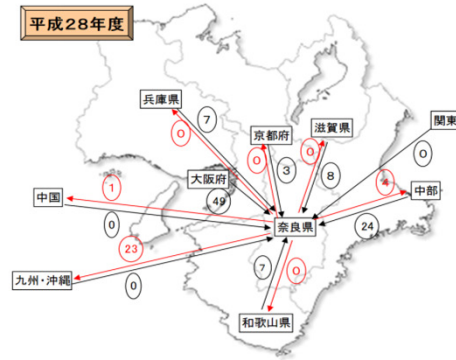 平成28年度
兵庫県
7
0
京都府
0
3
滋賀県
0
8
関東
0
大阪府
49
中国
1
0
奈良県
中部
24
23
九州・沖縄
0
7
0
和歌山県